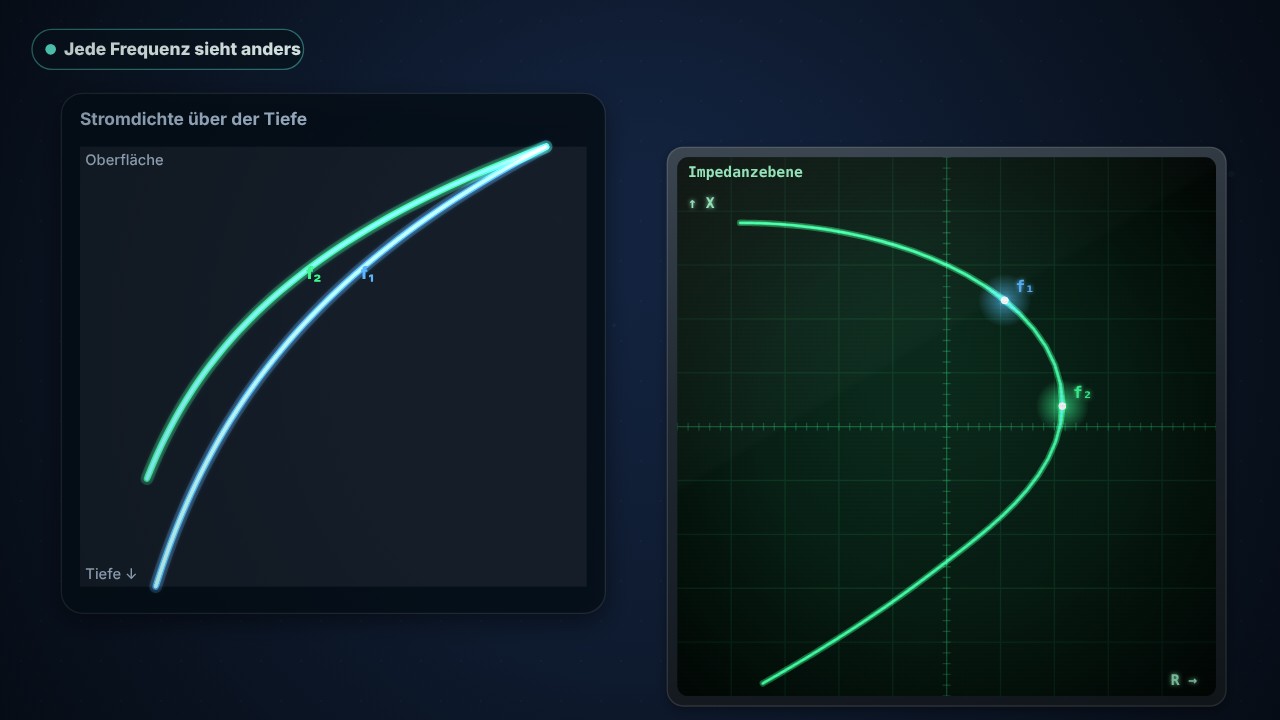 Jede Frequenz sieht anders
Stromdichte über der Tiefe
Oberfläche
f₂
f₁
Tiefe ↓
Impedanzebene
↑ X
f₁
f₂
R →